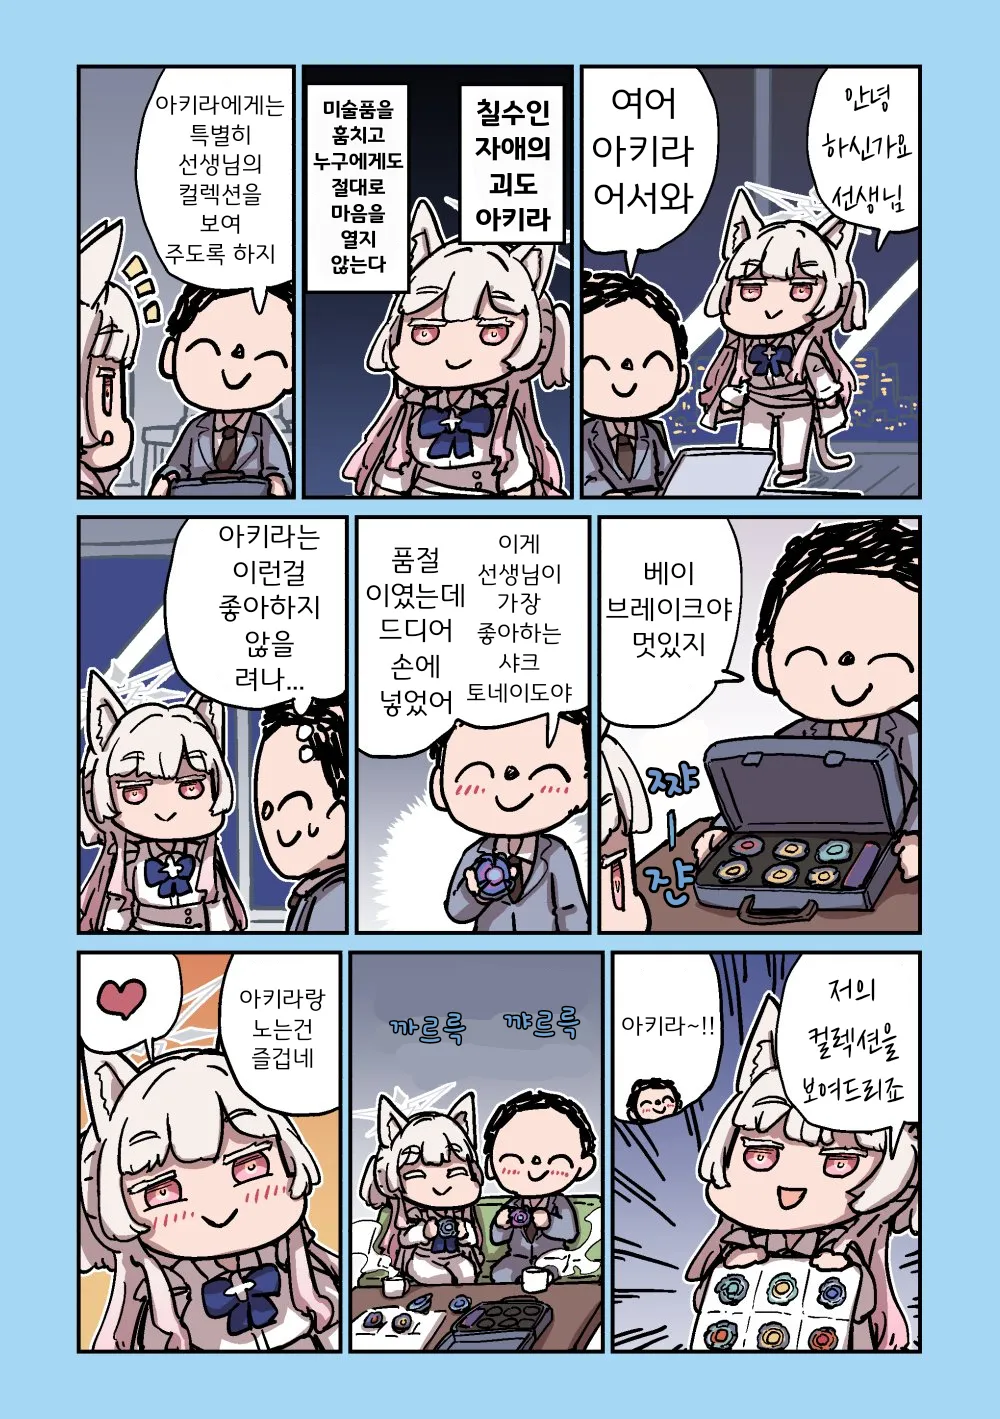 안녕
하신가요
선생님
여어
아키라
어서와
칠수인
자애의
괴도
아키라
미술품을
훔치고
누구에게도
절대로
마음을
열지
않는다
아키라에게는
특별히
선생님의
컬렉션을
보여
주도록 하지
베이
브레이크야
멋있지
쨔
ㅣ
쟌
이게
선생님이
가장
좋아하는
샤크
토네이도야
품절
이였는데
드디어
손에
넣었어
아키라는
이런걸
좋아하지
않을
려나...
저의
컬렉션을
보여드리죠
아키라~!!
꺄르륵
꺄르륵
아키라랑
노는건
즐겁네